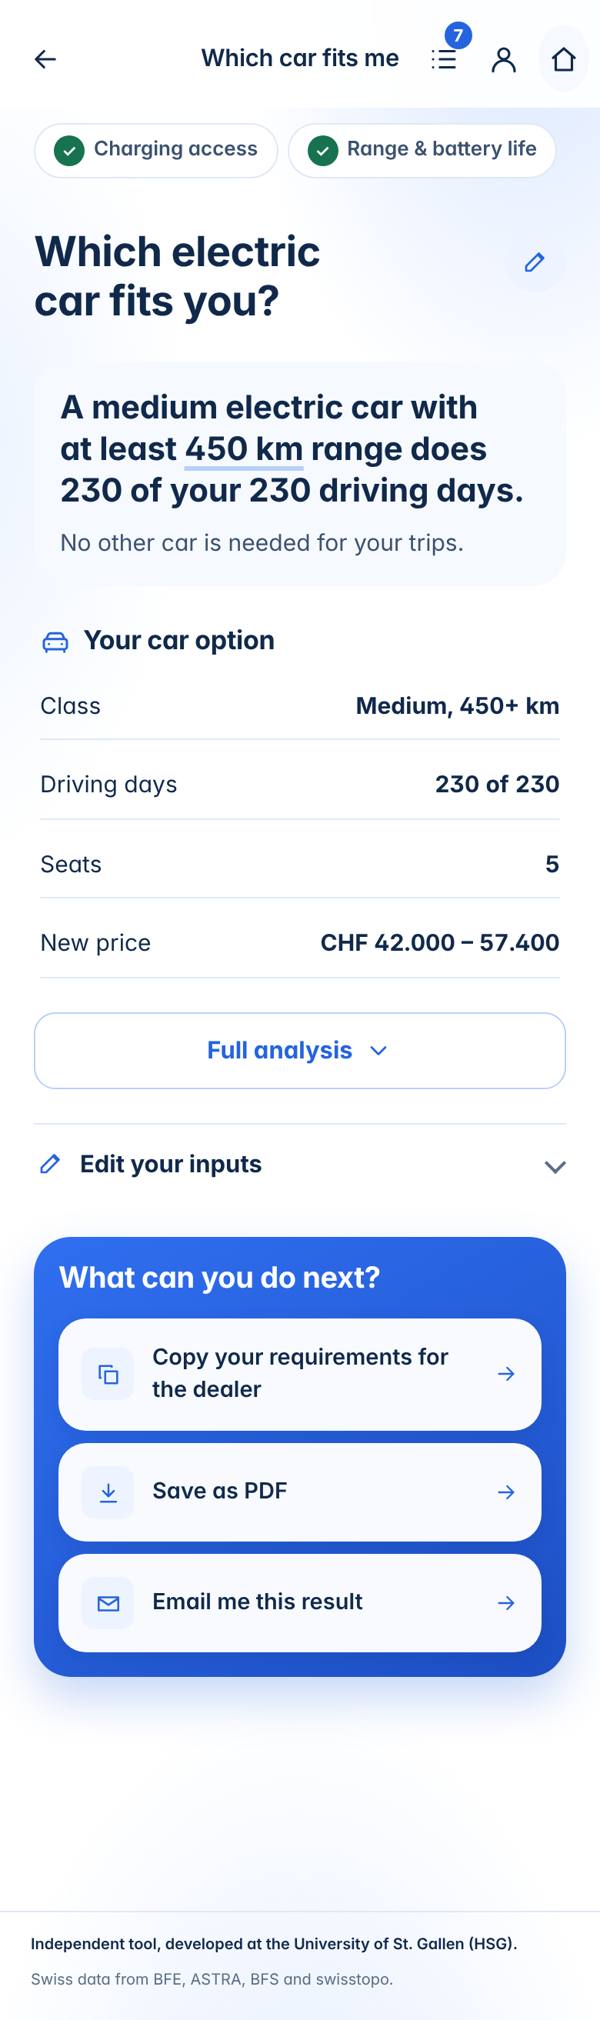 Which car fits me
7
Charging access
Range & battery life
Which electric
car fits you?
A medium electric car with
at least 450 km range does
230 of your 230 driving days.
No other car is needed for your trips.
Your car option
Class
Medium, 450+ km
Driving days
230 of 230
Seats
5
New price
CHF 42.000 – 57.400
Full analysis
Edit your inputs
What can you do next?
Copy your requirements for
the dealer
Save as PDF
Email me this result
Independent tool, developed at the University of St. Gallen (HSG).
Swiss data from BFE, ASTRA, BFS and swisstopo.